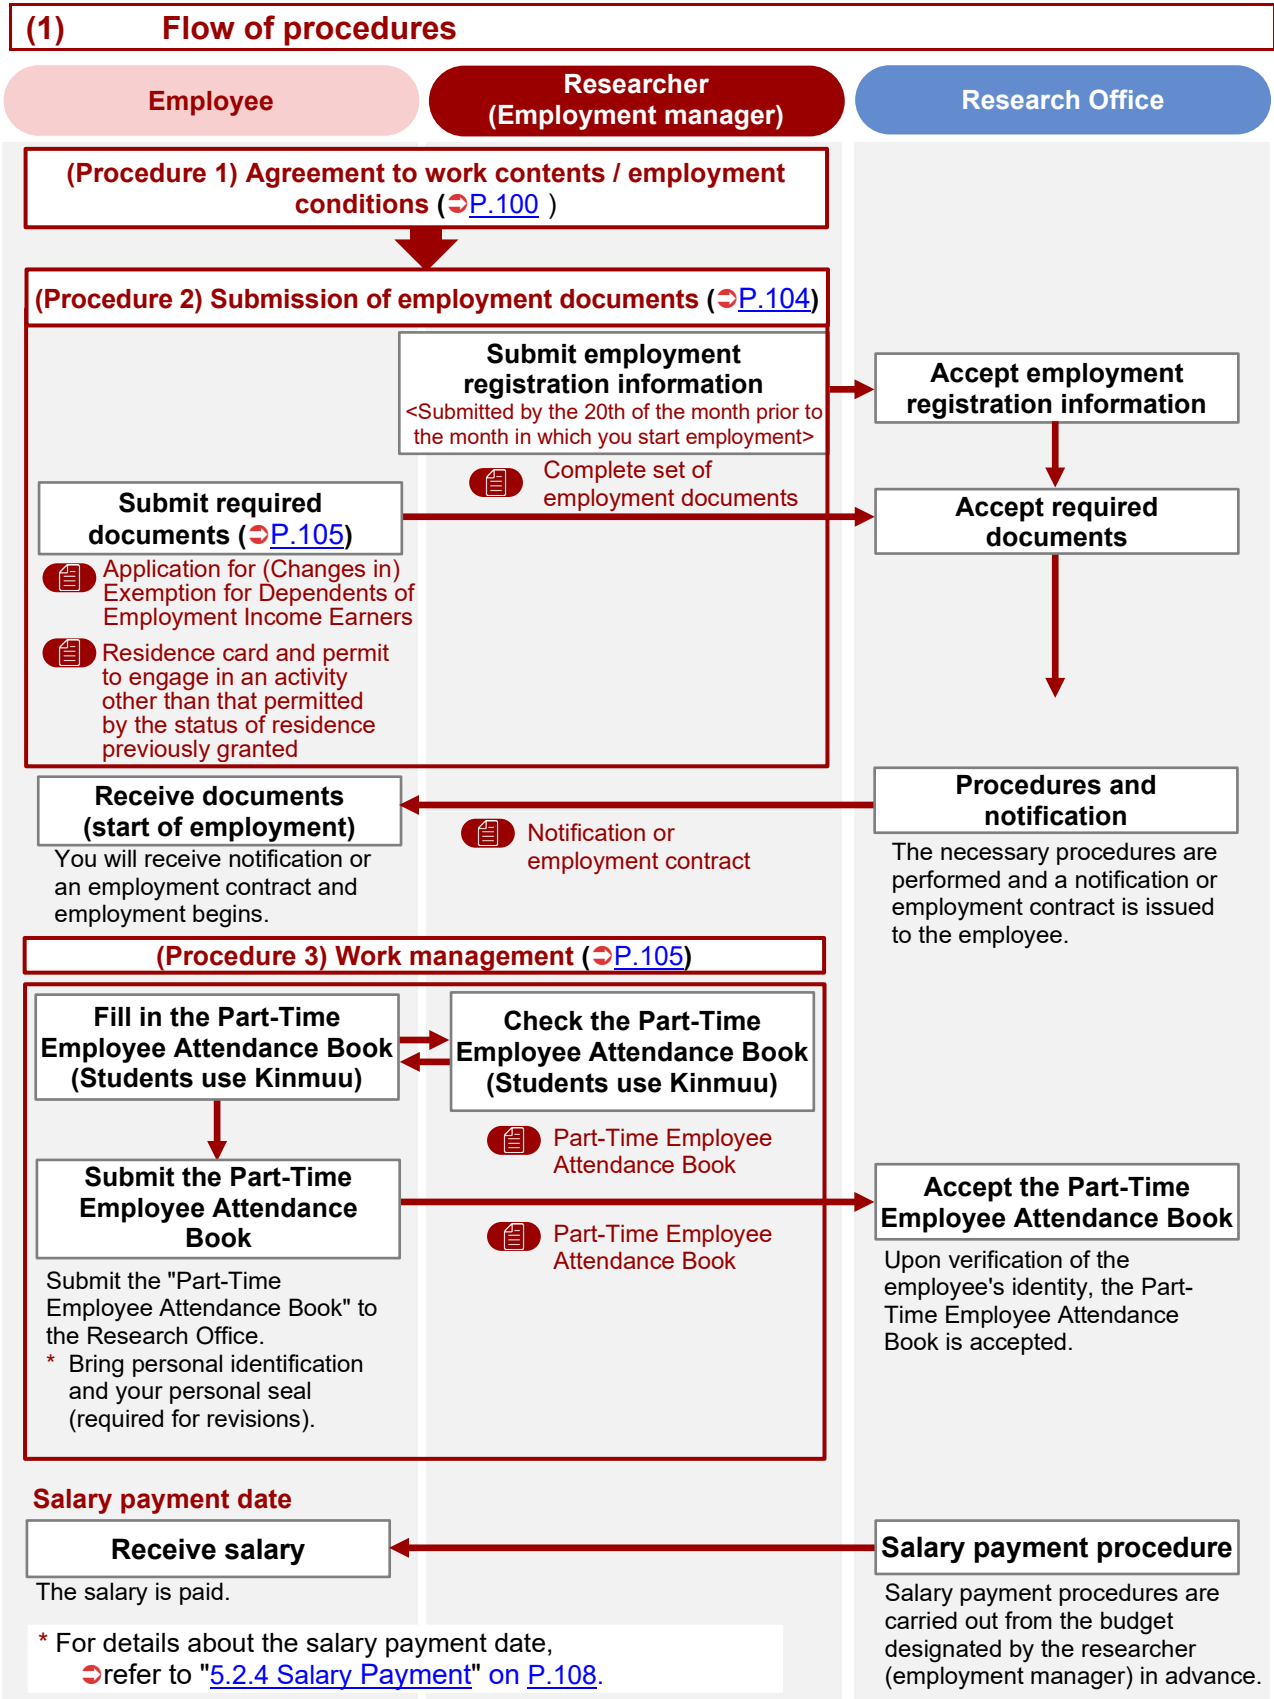 (1) Flow of procedures
Employee
Researcher
(Employment manager)
Research Office
(Procedure 1) Agreement to work contents / employment
conditions (➲P.100 )
(Procedure 2) Submission of employment documents (➲P.104)
Submit employment
registration information
<Submitted by the 20th of the month prior to
the month in which you start employment>
Accept employment
registration information
Complete set of
employment documents
Submit required
documents (➲P.105)
Accept required
documents
Application for (Changes in)
Exemption for Dependents of
Employment Income Earners
Residence card and permit
to engage in an activity
other than that permitted
by the status of residence
previously granted
Receive documents
(start of employment)
You will receive notification or
an employment contract and
employment begins.
Notification or
employment contract
Procedures and
notification
The necessary procedures are
performed and a notification or
employment contract is issued
to the employee.
(Procedure 3) Work management (➲P.105)
Fill in the Part-Time
Employee Attendance Book
(Students use Kinmuu)
Check the Part-Time
Employee Attendance Book
(Students use Kinmuu)
Part-Time Employee
Attendance Book
Submit the Part-Time
Employee Attendance
Book
Part-Time Employee
Attendance Book
Accept the Part-Time
Employee Attendance Book
Submit the "Part-Time
Employee Attendance Book" to
the Research Office.
* Bring personal identification
and your personal seal
(required for revisions).
Upon verification of the
employee's identity, the Part-
Time Employee Attendance
Book is accepted.
Salary payment date
Receive salary
The salary is paid.
Salary payment procedure
Salary payment procedures are
carried out from the budget
designated by the researcher
(employment manager) in advance.
* For details about the salary payment date,
➲refer to "5.2.4 Salary Payment" on P.108.